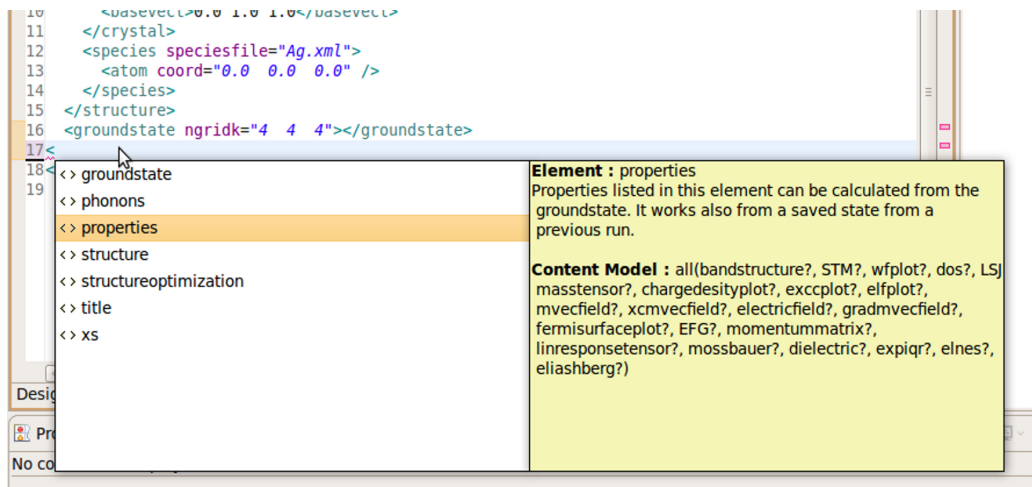 10 <basevect>0.0 1.0 1.0</basevect>
11 </crystal>
12 <species speciesfile="Ag.xml">
13 <atom coord="0.0 0.0 0.0" />
14 </species>
15 </structure>
16 <groundstate ngridk="4 4 4"></groundstate>
17 <
18 <
19
<> groundstate
<> phonons
<> properties
<> structure
<> structureoptimization
<> title
<> xs
Element : properties
Properties listed in this element can be calculated from the
groundstate. It works also from a saved state from a
previous run.
Content Model : all(bandstructure?, STM?, wfplot?, dos?, LSJ
masstensor?, chargedesityplot?, exccplot?, elfplot?,
mvecfield?, xcmvecfield?, electricfield?, gradmvecfield?,
fermisurfaceplot?, EFG?, momentummatrix?,
linresponsetensor?, mossbauer?, dielectric?, expiqr?, elnes?,
eliashberg?)
Desig
Pro
No co